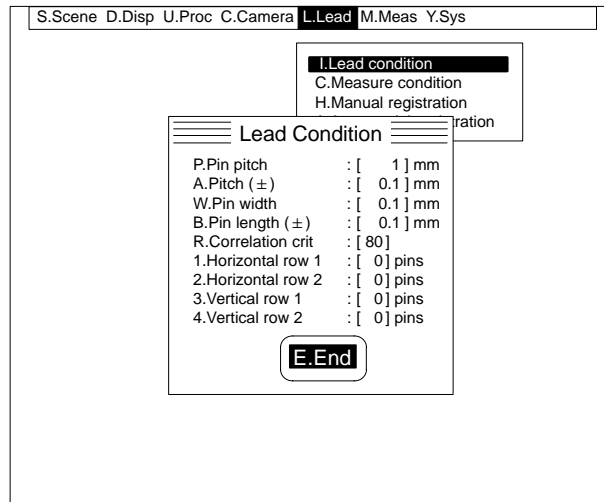 S.Scene D.Disp U.Proc C.Camera L.Lead M.Meas Y.Sys
I.Lead condition
C.Measure condition
H.Manual registration
Lead Condition
P.Pin pitch : [ 1 ] mm
A.Pitch (±) : [ 0.1 ] mm
W.Pin width : [ 0.1 ] mm
B.Pin length (±) : [ 0.1 ] mm
R.Correlation crit : [ 80]
1.Horizontal row 1 : [ 0] pins
2.Horizontal row 2 : [ 0] pins
3.Vertical row 1 : [ 0] pins
4.Vertical row 2 : [ 0] pins
E.End